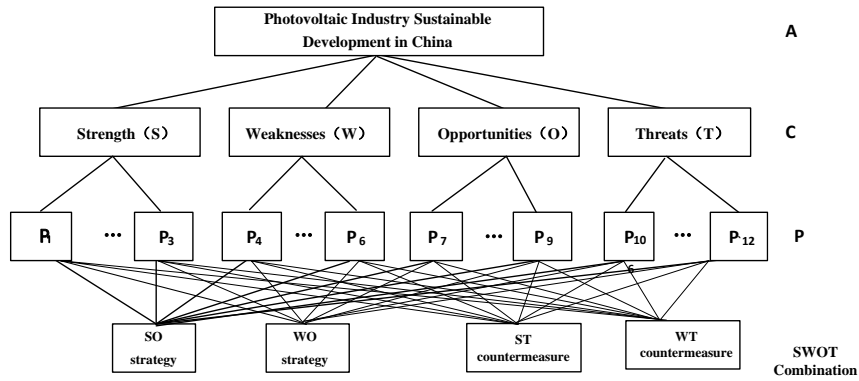 Photovoltaic Industry Sustainable
Development in China
A
Strength（S）
Weaknesses（W）
Opportunities（O）
Threats（T）
C
P1
...
P3
P4
...
P6
P7
...
P9
P10
...
P12
P
6
SO
strategy
WO
strategy
ST
countermeasure
WT
countermeasure
SWOT
Combination